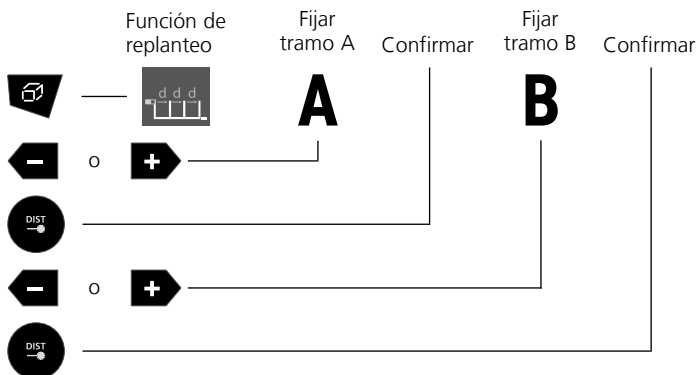 Función de
replanteo
Fijar
tramo A
Confirmar
Fijar
tramo B
Confirmar
d d d
A
B
- o +
DIST
- o +
DIST